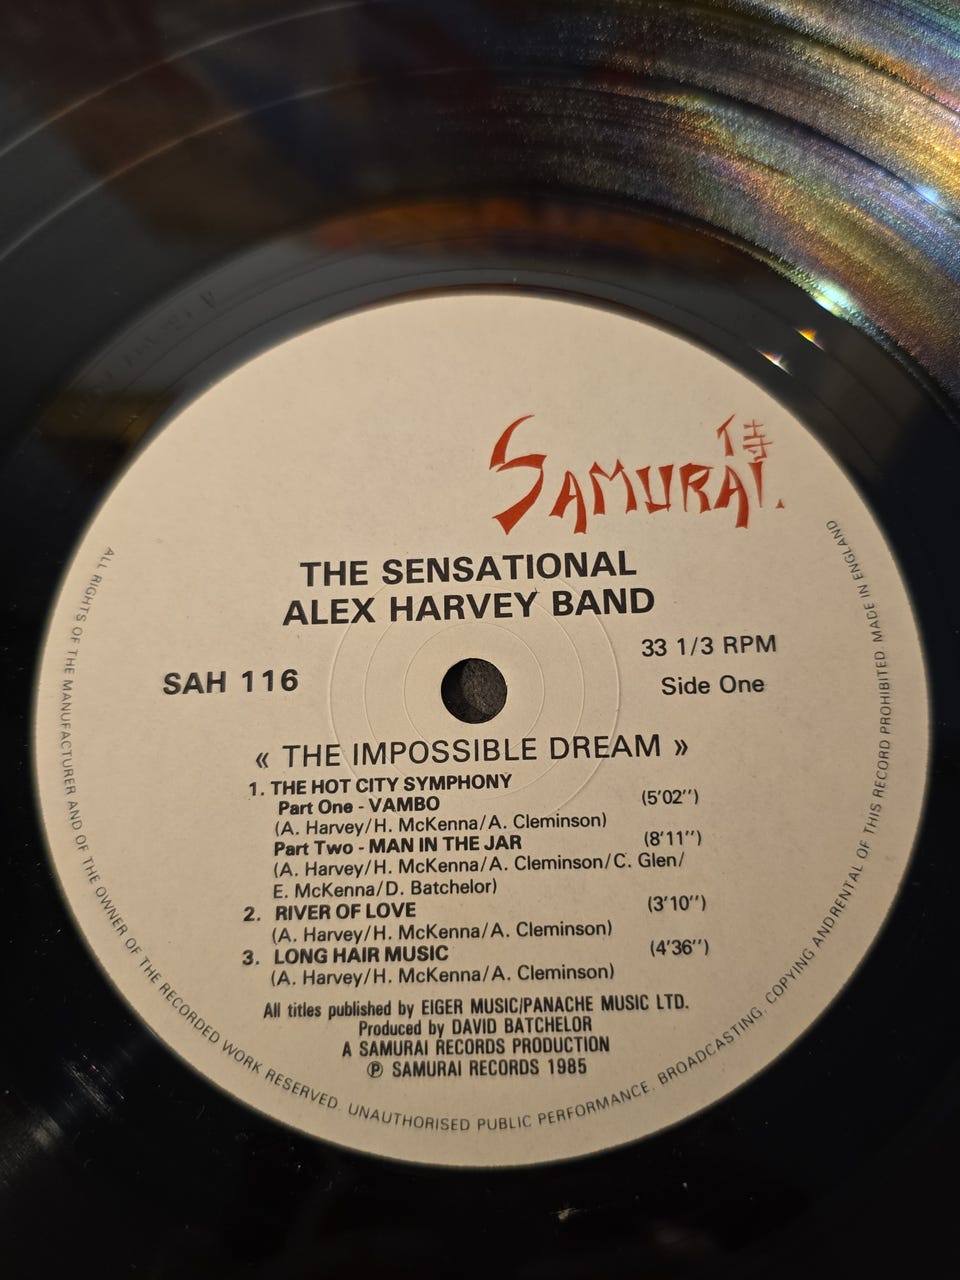 侍
SAMURAI.
THE SENSATIONAL
ALEX HARVEY BAND
33 1/3 RPM
SAH 116
Side One
« THE IMPOSSIBLE DREAM »
1. THE HOT CITY SYMPHONY
Part One - VAMBO (5'02'')
(A. Harvey/H. McKenna/A. Cleminson)
Part Two - MAN IN THE JAR (8'11'')
(A. Harvey/H. McKenna/A. Cleminson/C. Glen/
E. McKenna/D. Batchelor)
2. RIVER OF LOVE (3'10'')
(A. Harvey/H. McKenna/A. Cleminson)
3. LONG HAIR MUSIC (4'36'')
(A. Harvey/H. McKenna/A. Cleminson)
All titles published by EIGER MUSIC/PANACHE MUSIC LTD.
Produced by DAVID BATCHELOR
A SAMURAI RECORDS PRODUCTION
℗ SAMURAI RECORDS 1985
ALL RIGHTS OF THE MANUFACTURER AND OF THE OWNER OF THE RECORDED WORK RESERVED. UNAUTHORISED PUBLIC PERFORMANCE. BROADCASTING, COPYING AND RENTAL OF THIS RECORD PROHIBITED MADE IN ENGLAND